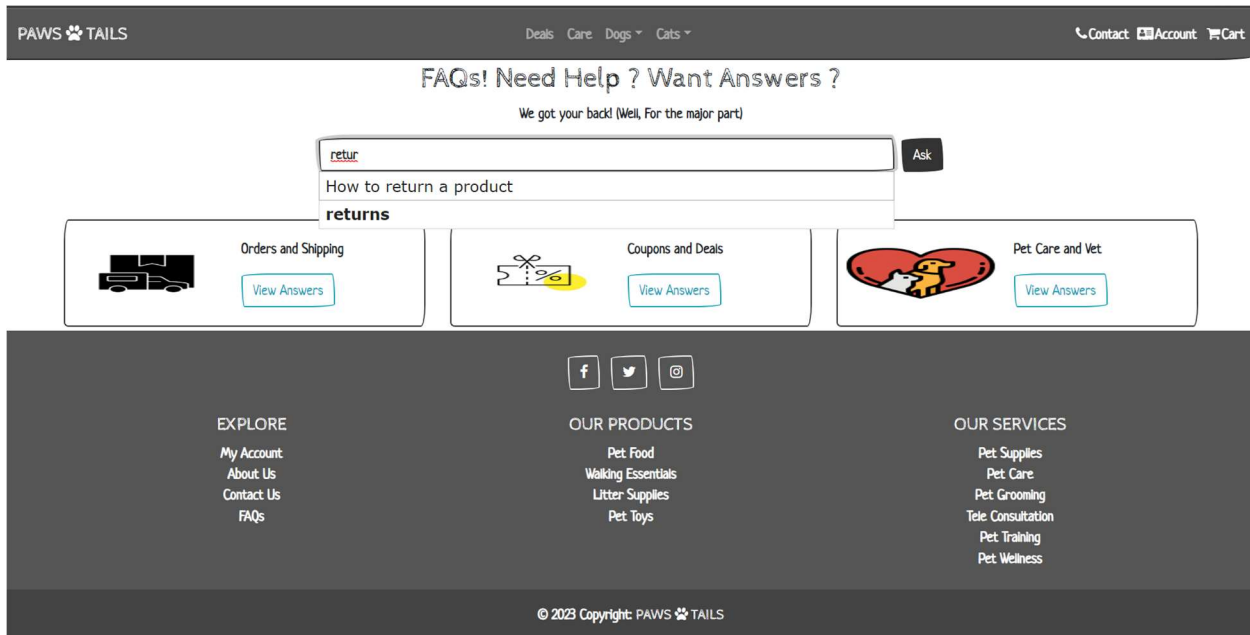 PAWS TAILS
Deals Care Dogs Cats
Contact Account Cart
FAQs! Need Help ? Want Answers ?
We got your back! (Well, For the major part)
retur
Ask
How to return a product
returns
Orders and Shipping
View Answers
Coupons and Deals
View Answers
Pet Care and Vet
View Answers
EXPLORE
My Account
About Us
Contact Us
FAQs
OUR PRODUCTS
Pet Food
Walking Essentials
Litter Supplies
Pet Toys
OUR SERVICES
Pet Supplies
Pet Care
Pet Grooming
Tele Consultation
Pet Training
Pet Wellness
© 2023 Copyright: PAWS TAILS